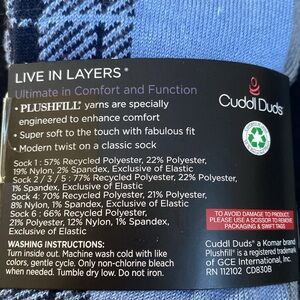 LIVE IN LAYERS®
Ultimate in Comfort and Function
• PLUSHFILL® yarns are specially
engineered to enhance comfort
• Super soft to the touch with fabulous fit
• Modern twist on a classic sock
Sock 1 : 57% Recycled Polyester, 22% Polyester,
19% Nylon, 2% Spandex, Exclusive of Elastic
Sock 2 / 3 / 5 : 77% Recycled Polyester, 22% Polyester,
1% Spandex, Exclusive of Elastic
Sock 4: 70% Recycled Polyester, 21% Polyester,
8% Nylon, 1% Spandex, Exclusive of Elastic
Sock 6 : 66% Recycled Polyester,
21% Polyester, 12% Nylon, 1% Spandex,
Exclusive of Elastic
WASHING INSTRUCTIONS:
Turn inside out. Machine wash cold with like
colors, gentle cycle. Only non-chlorine bleach
when needed. Tumble dry low. Do not iron.
Cuddl Duds®
TO AVOID DAMAGE TO PRODUCT,
PLEASE USE A SCISSOR TO REMOVE
PACKAGING & SWIFT TAGS
Cuddl Duds® a Komar brand
Plushfill® is a registered trademark
of GCE International, Inc.
RN 112102 CD830B